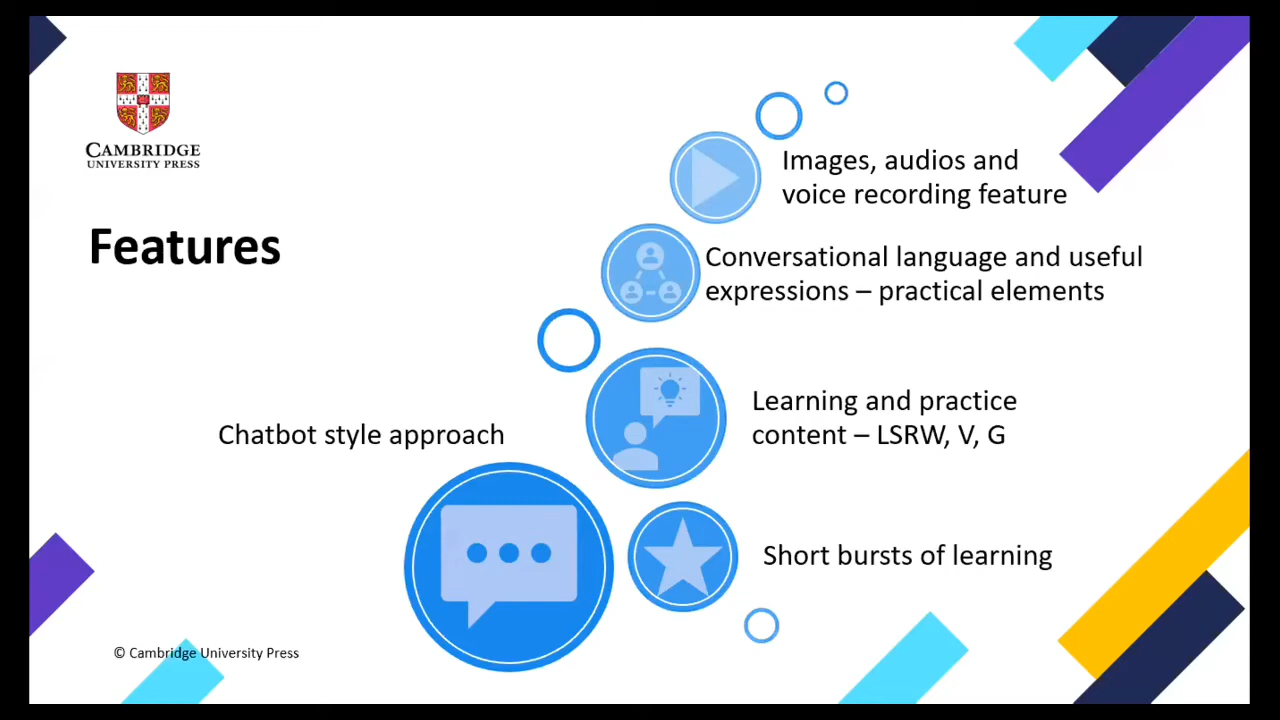 CAMBRIDGE
UNIVERSITY PRESS
Features
Images, audios and
voice recording feature
Conversational language and useful
expressions – practical elements
Learning and practice
content – LSRW, V, G
Chatbot style approach
Short bursts of learning
© Cambridge University Press